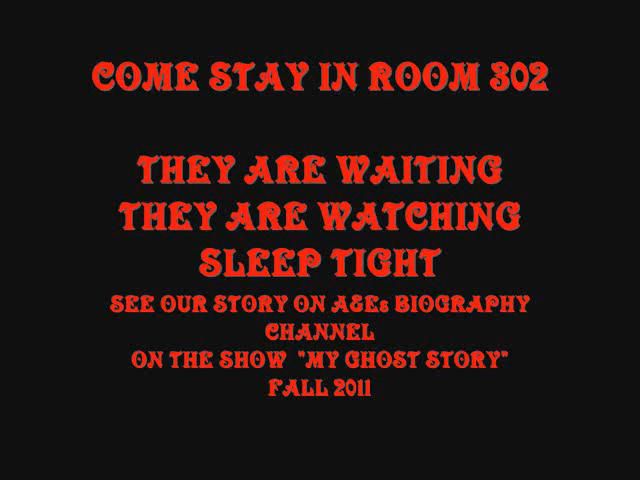 COME STAY IN ROOM 302
THEY ARE WAITING
THEY ARE WATCHING
SLEEP TIGHT
SEE OUR STORY ON A&Es BIOGRAPHY
CHANNEL
ON THE SHOW "MY GHOST STORY"
FALL 2011